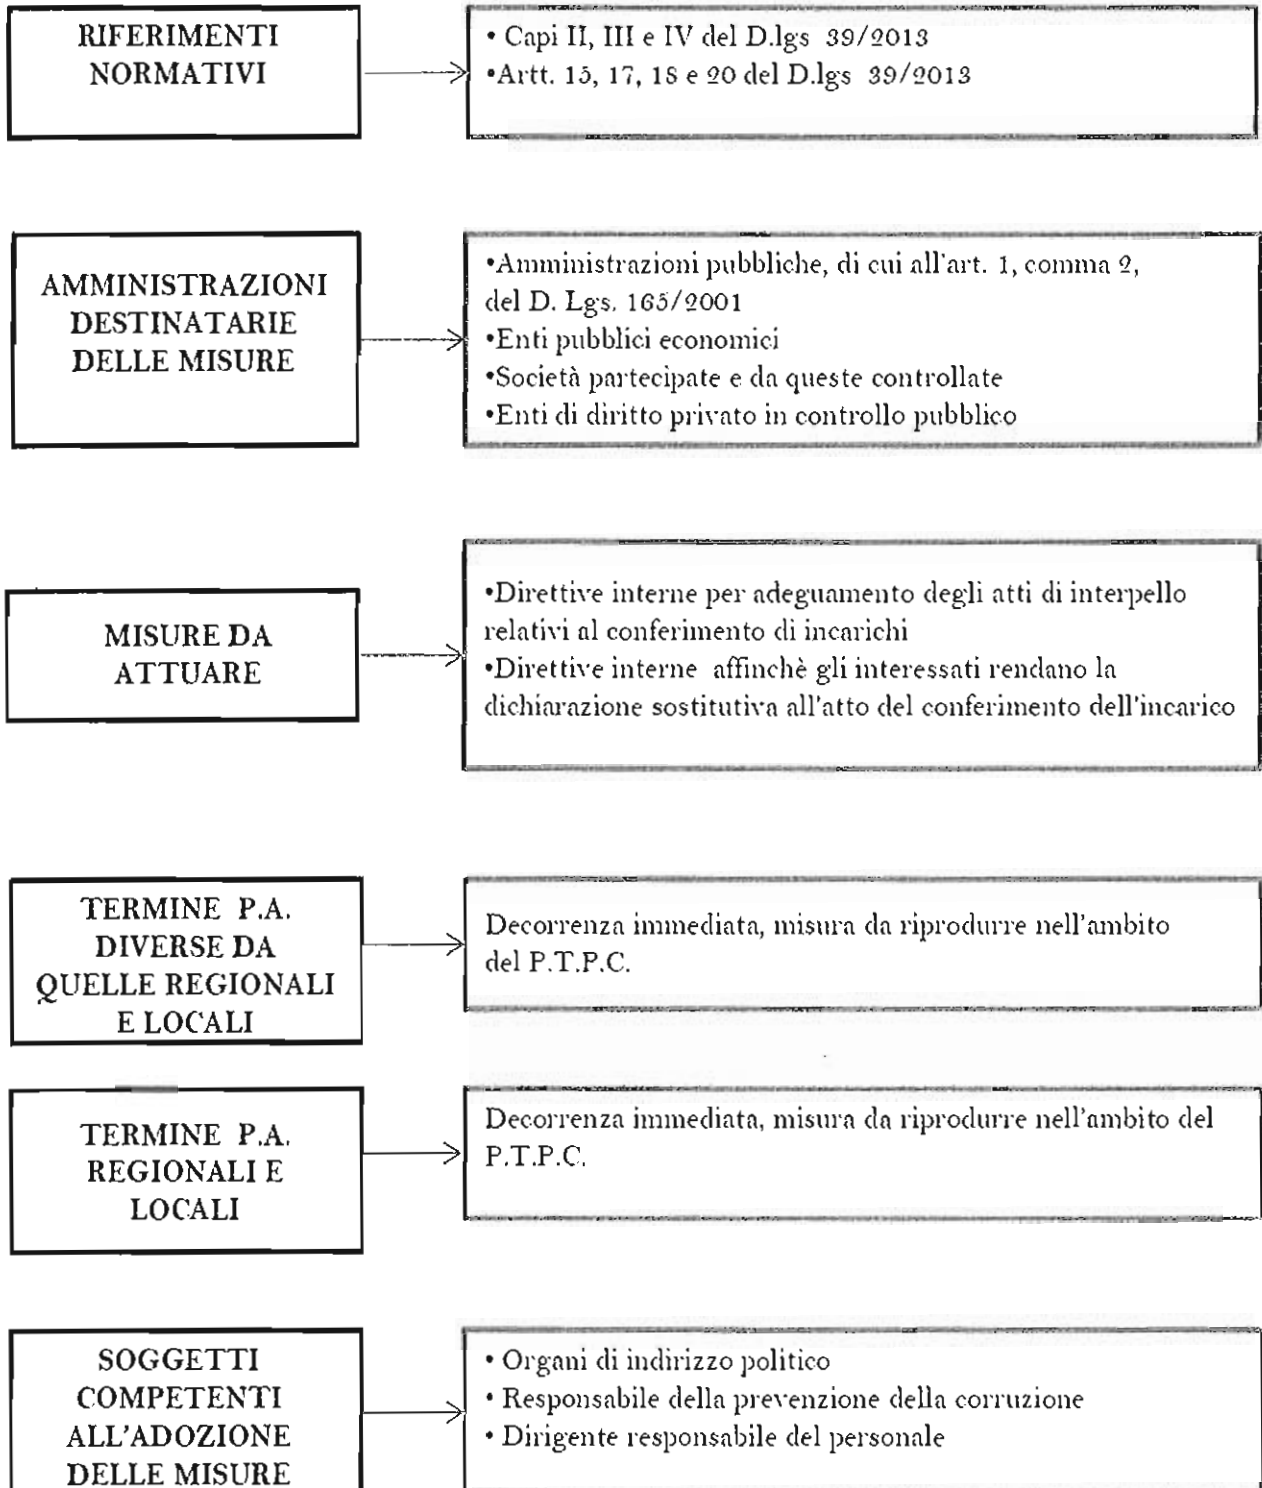 RIFERIMENTI
NORMATIVI
• Capi II, III e IV del D.lgs 39/2013
•Artt. 15, 17, 18 e 20 del D.lgs 39/2013
AMMINISTRAZIONI
DESTINATARIE
DELLE MISURE
•Amministrazioni pubbliche, di cui all'art. 1, comma 2,
del D. Lgs. 165/2001
•Enti pubblici economici
•Società partecipate e da queste controllate
•Enti di diritto privato in controllo pubblico
MISURE DA
ATTUARE
•Direttive interne per adeguamento degli atti di interpello
relativi al conferimento di incarichi
•Direttive interne affinchè gli interessati rendano la
dichiarazione sostitutiva all'atto del conferimento dell'incarico
TERMINE P.A.
DIVERSE DA
QUELLE REGIONALI
E LOCALI
Decorrenza immediata, misura da riprodurre nell'ambito
del P.T.P.C.
TERMINE P.A.
REGIONALI E
LOCALI
Decorrenza immediata, misura da riprodurre nell'ambito del
P.T.P.C.
SOGGETTI
COMPETENTI
ALL'ADOZIONE
DELLE MISURE
• Organi di indirizzo politico
• Responsabile della prevenzione della corruzione
• Dirigente responsabile del personale